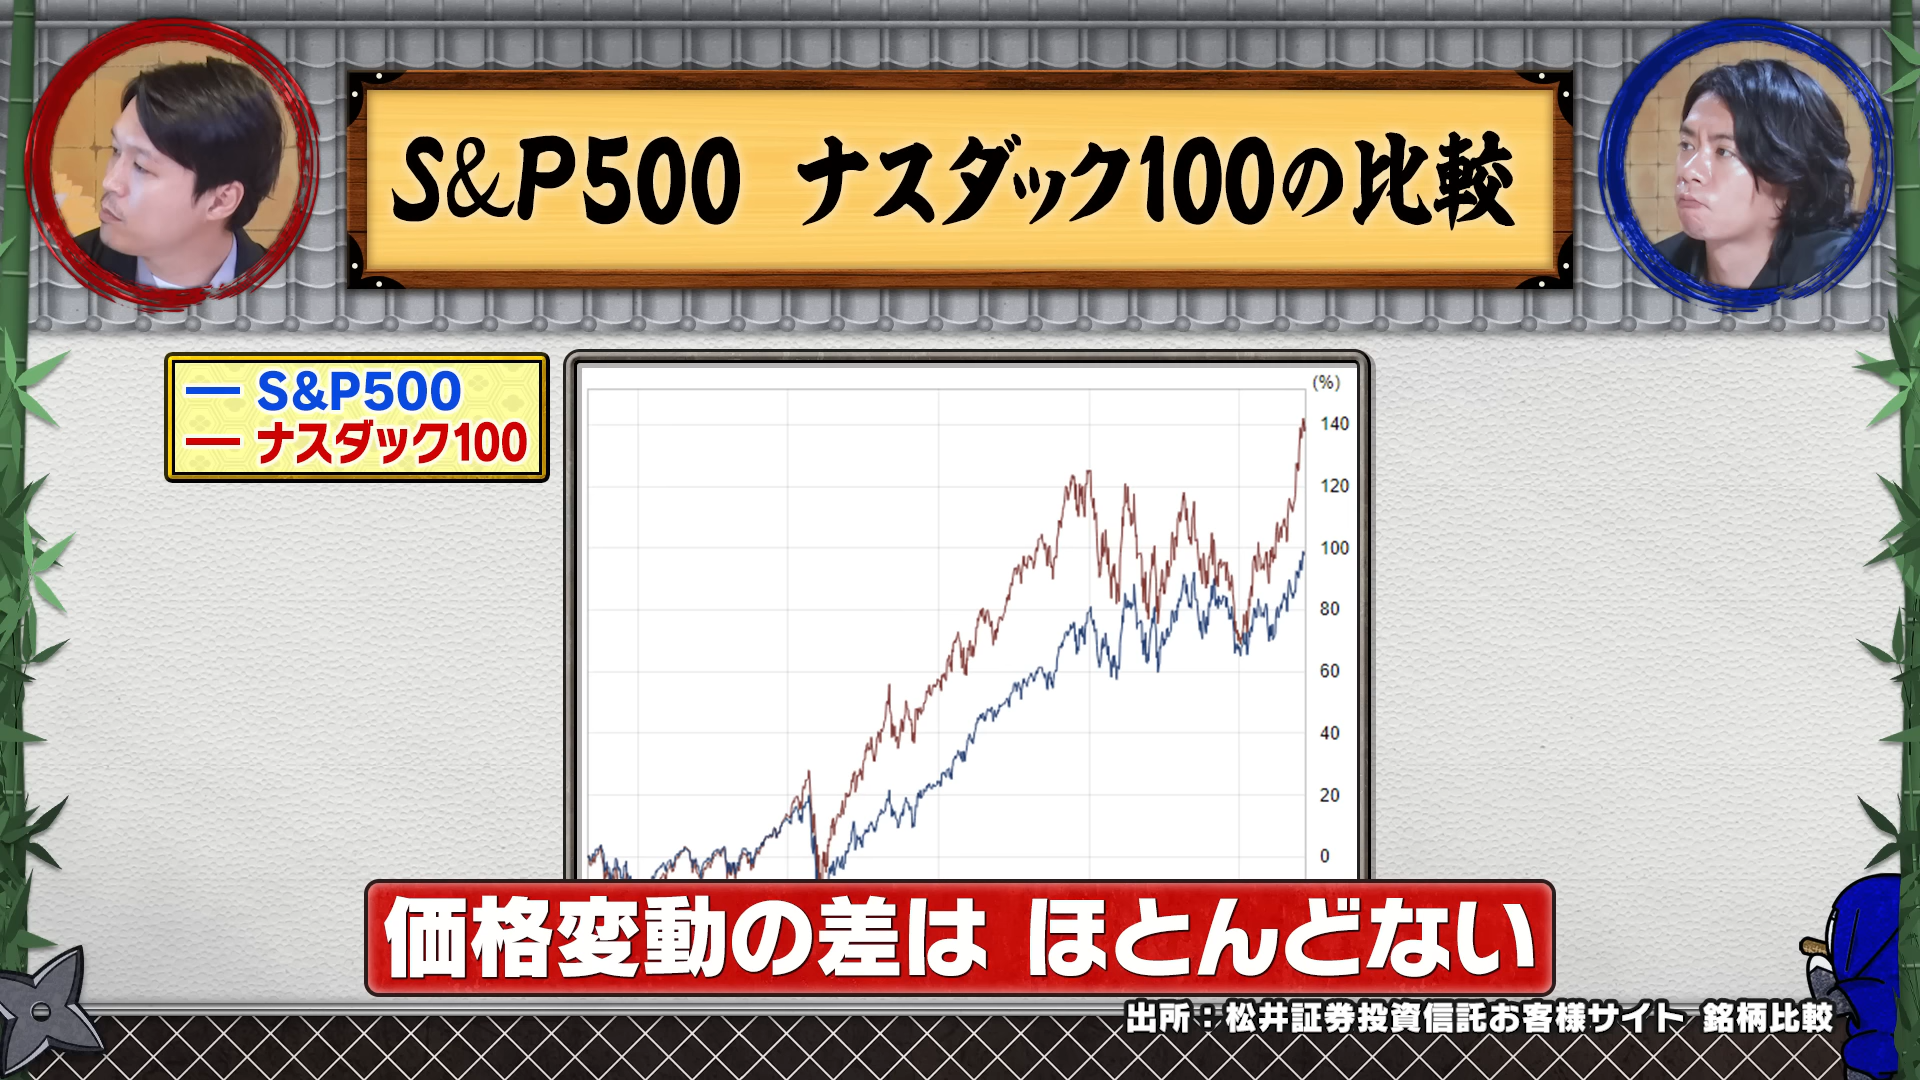 S&P500 ナスダック100の比較
S&P500
ナスダック100
(%)
140
120
100
80
60
40
20
0
価格変動の差は ほとんどない
出所：松井証券投資信託お客様サイト 銘柄比較